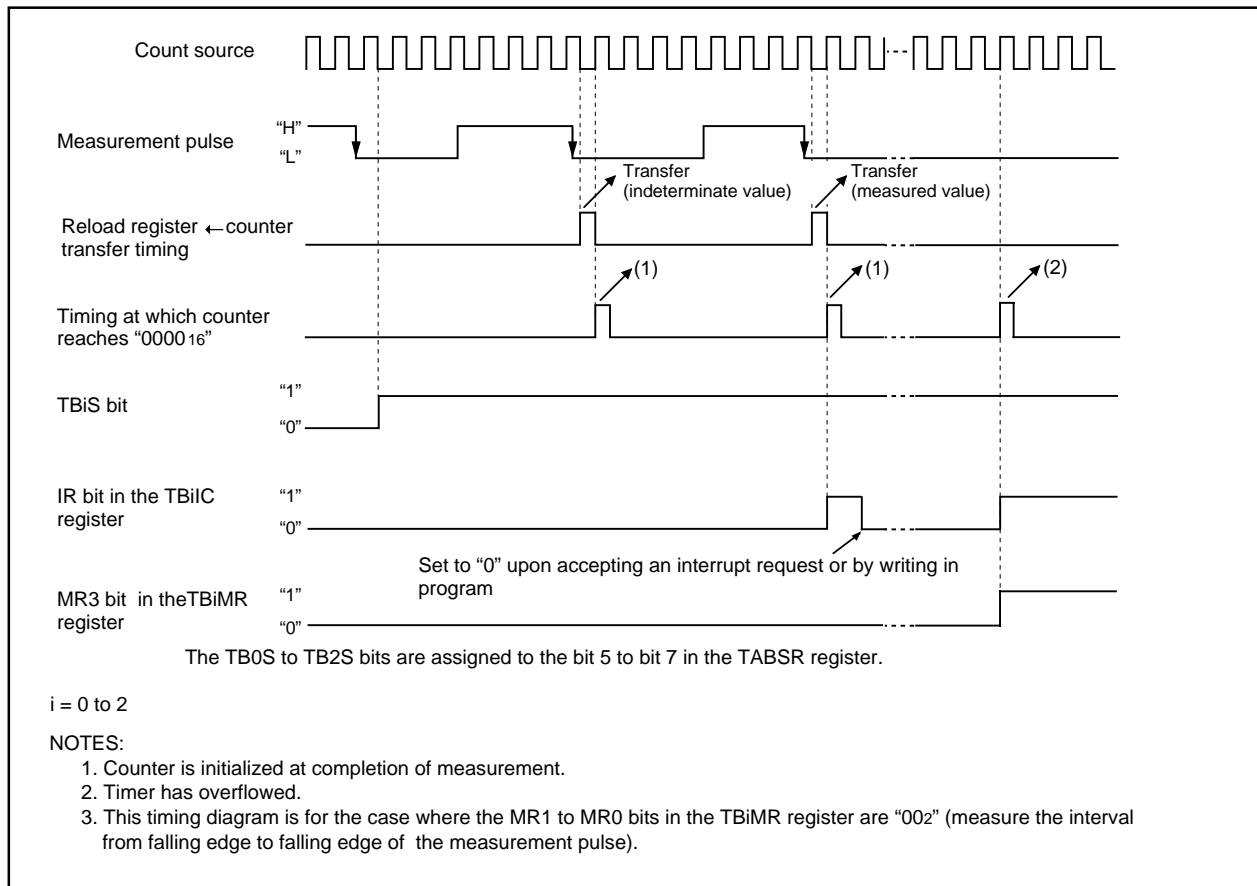 Count source
Measurement pulse
“H”
“L”
Transfer
(indeterminate value)
Transfer
(measured value)
Reload register ← counter
transfer timing
(1)
(1)
(2)
Timing at which counter
reaches “000016”
TBiS bit
“1”
“0”
IR bit in the TBiIC
register
“1”
“0”
Set to “0” upon accepting an interrupt request or by writing in
program
MR3 bit in theTBiMR
register
“1”
“0”
The TB0S to TB2S bits are assigned to the bit 5 to bit 7 in the TABSR register.
i = 0 to 2
NOTES:
1. Counter is initialized at completion of measurement.
2. Timer has overflowed.
3. This timing diagram is for the case where the MR1 to MR0 bits in the TBiMR register are “002” (measure the interval
from falling edge to falling edge of the measurement pulse).